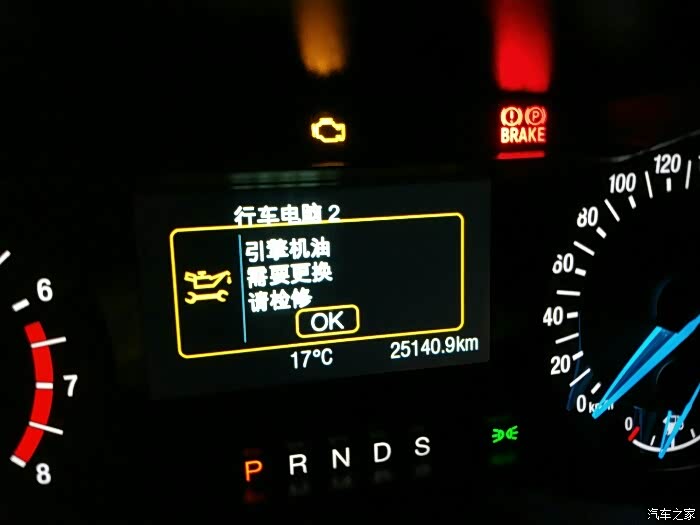 BRAKE
行车电脑 2
引擎机油
需要更换
请检修
OK
17°C
25140.9km
6
7
8
120
100
80
60
40
20
0
0
P R N D S
汽车之家